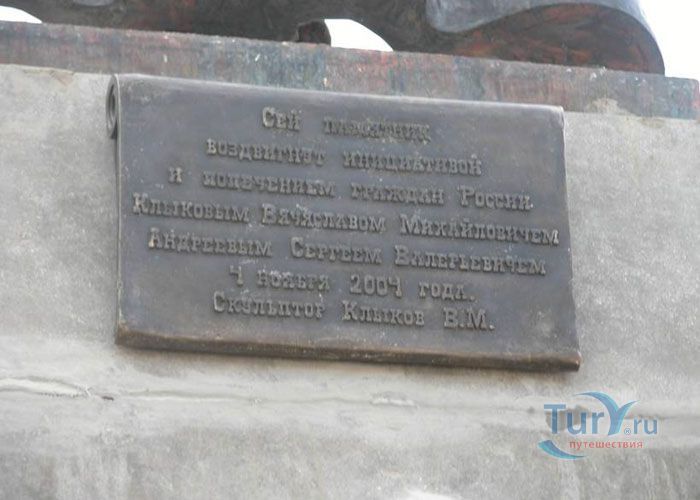 Сей памятник
воздвигнут инициативой
и попечением граждан России
Клыковым Вячеславом Михайловичем
Андреевым Сергеем Валерьевичем
4 ноября 2004 года.
Скульптор Клыков В.М.
TurY.ru
путешествия